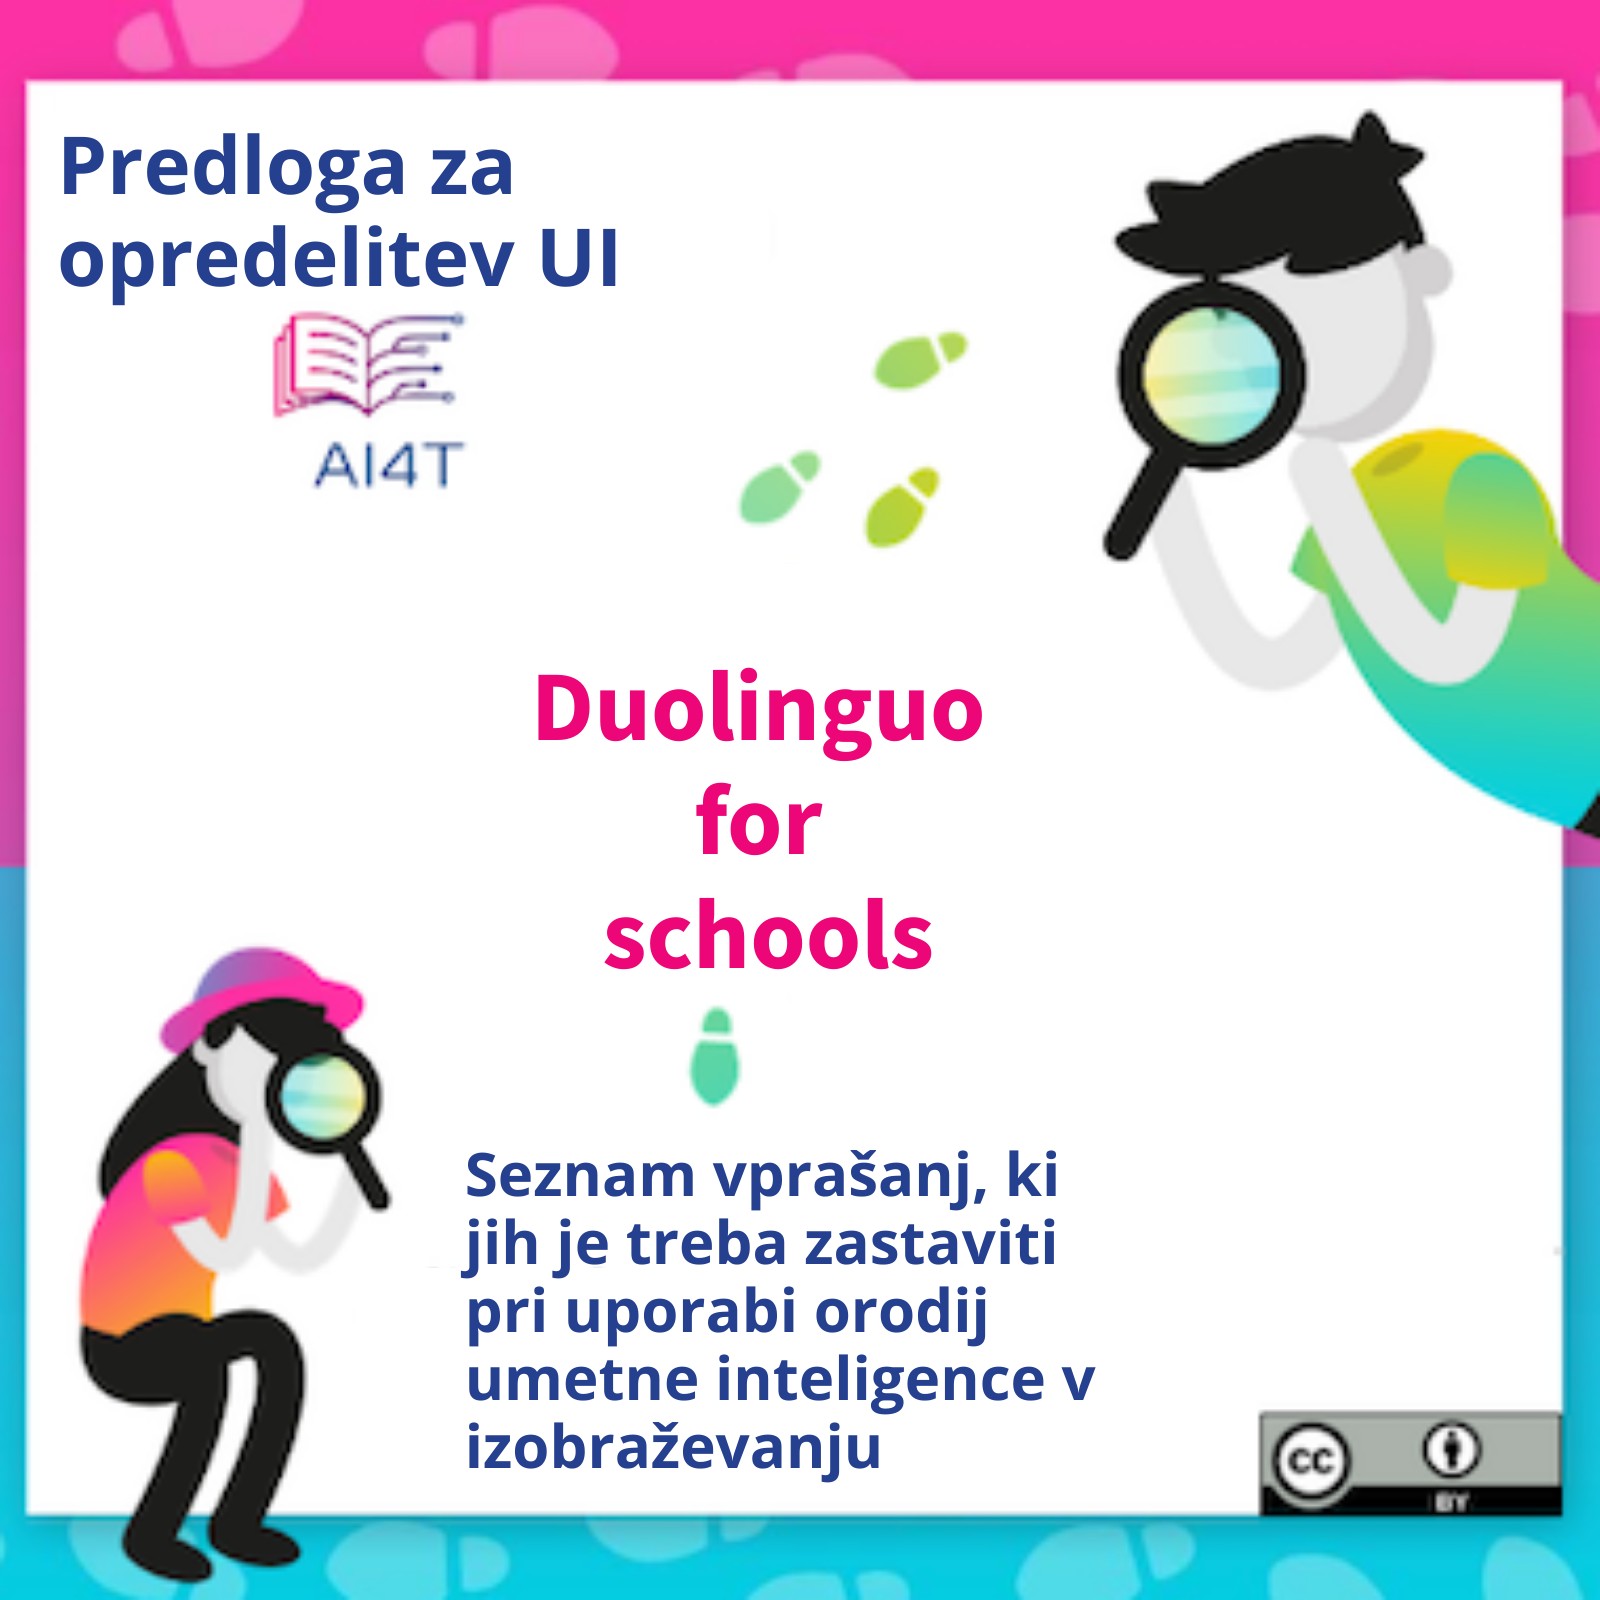 Predloga za
opredelitev UI
AI4T
Duolinguo
for
schools
Seznam vprašanj, ki
jih je treba zastaviti
pri uporabi orodij
umetne inteligence v
izobraževanju
cc
BY